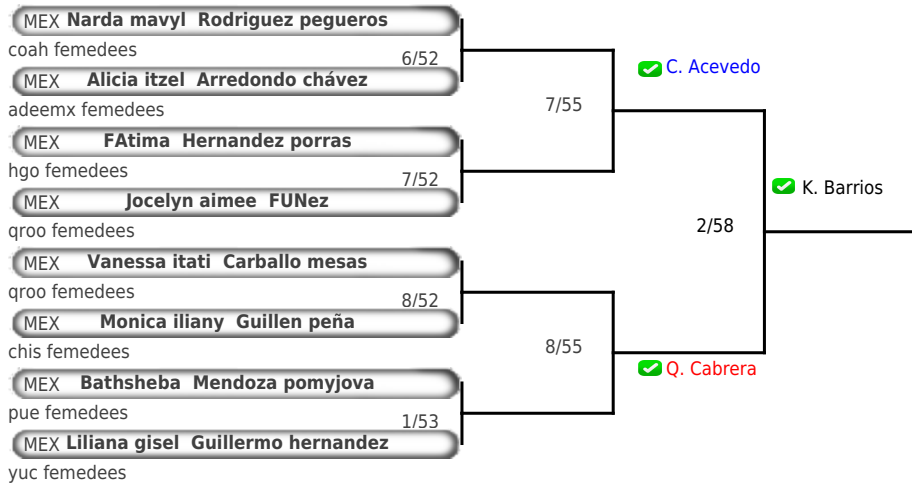 MEX Narda mavyl Rodriguez pegueros
coah femedees
6/52
MEX Alicia itzel Arredondo chávez
adeemx femedees
C. Acevedo
7/55
MEX FAtima Hernandez porras
hgo femedees
7/52
MEX Jocelyn aimee FUNez
qroo femedees
K. Barrios
2/58
MEX Vanessa itati Carballo mesas
qroo femedees
8/52
MEX Monica iliany Guillen peña
chis femedees
8/55
Q. Cabrera
MEX Bathsheba Mendoza pomyjova
pue femedees
1/53
MEX Liliana gisel Guillermo hernandez
yuc femedees